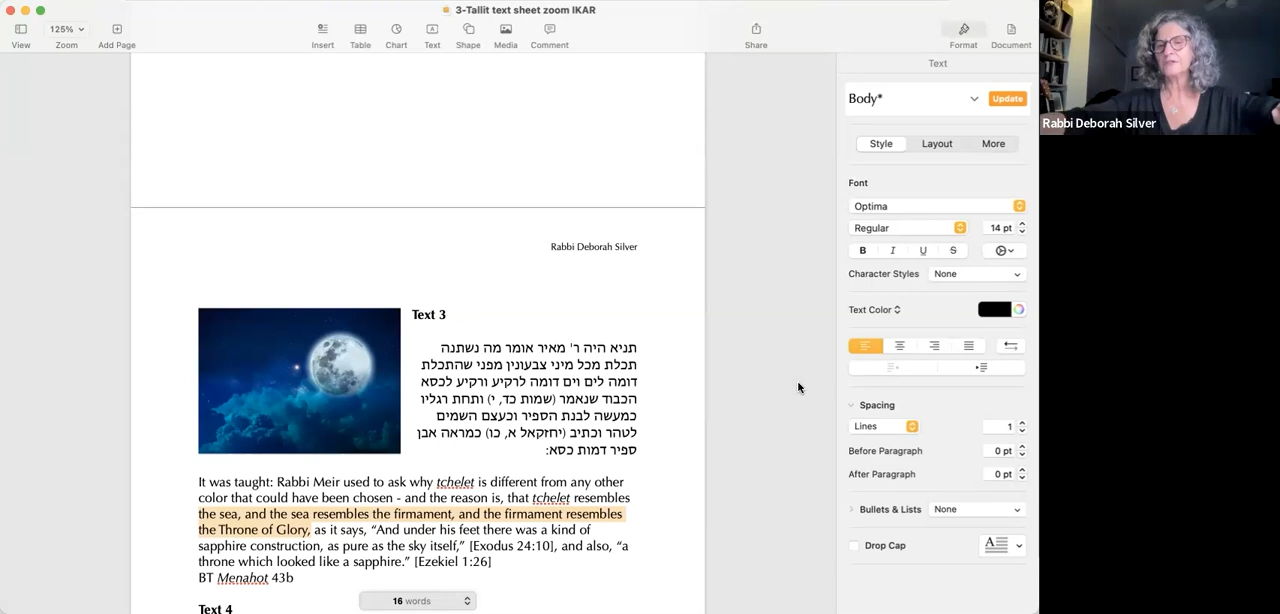 3-Tallit text sheet zoom IKAR
125%
View
Zoom
Add Page
Insert
Table
Chart
Text
Shape
Media
Comment
Share
Format
Document
Rabbi Deborah Silver
Text 3
תניא היה ר' מאיר אומר מה נשתנה
תכלת מכל מיני צבעונין מפני שהתכלת
דומה לים וים דומה לרקיע ורקיע לכסא
הכבוד שנאמר (שמות כד, י) ותחת רגליו
כמעשה לבנת הספיר וכעצם השמים
לטהר וכתיב (יחזקאל א, כו) כמראה אבן
ספיר דמות כסא:
It was taught: Rabbi Meir used to ask why tchelet is different from any other
color that could have been chosen - and the reason is, that tchelet resembles
the sea, and the sea resembles the firmament, and the firmament resembles
the Throne of Glory, as it says, “And under his feet there was a kind of
sapphire construction, as pure as the sky itself,” [Exodus 24:10], and also, “a
throne which looked like a sapphire.” [Ezekiel 1:26]
BT Menahot 43b
Text 4
16 words
Text
Body*
Update
Style
Layout
More
Font
Optima
Regular
14 pt
B I U S
Character Styles
None
Text Color
Spacing
Lines
1
Before Paragraph
0 pt
After Paragraph
0 pt
Bullets & Lists
None
Drop Cap
A
Rabbi Deborah Silver